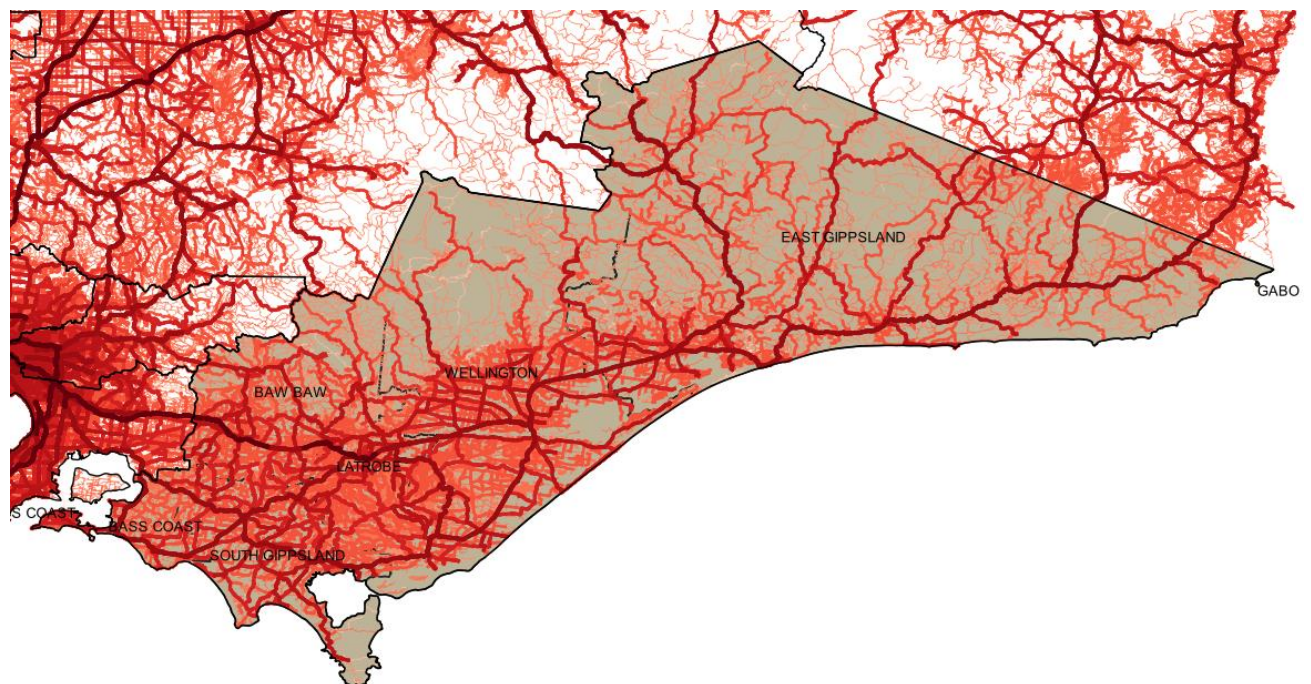 EAST GIPPSLAND
GABO
WELLINGTON
BAW BAW
LATROBE
S COAST
BASS COAST
SOUTH GIPPSLAND